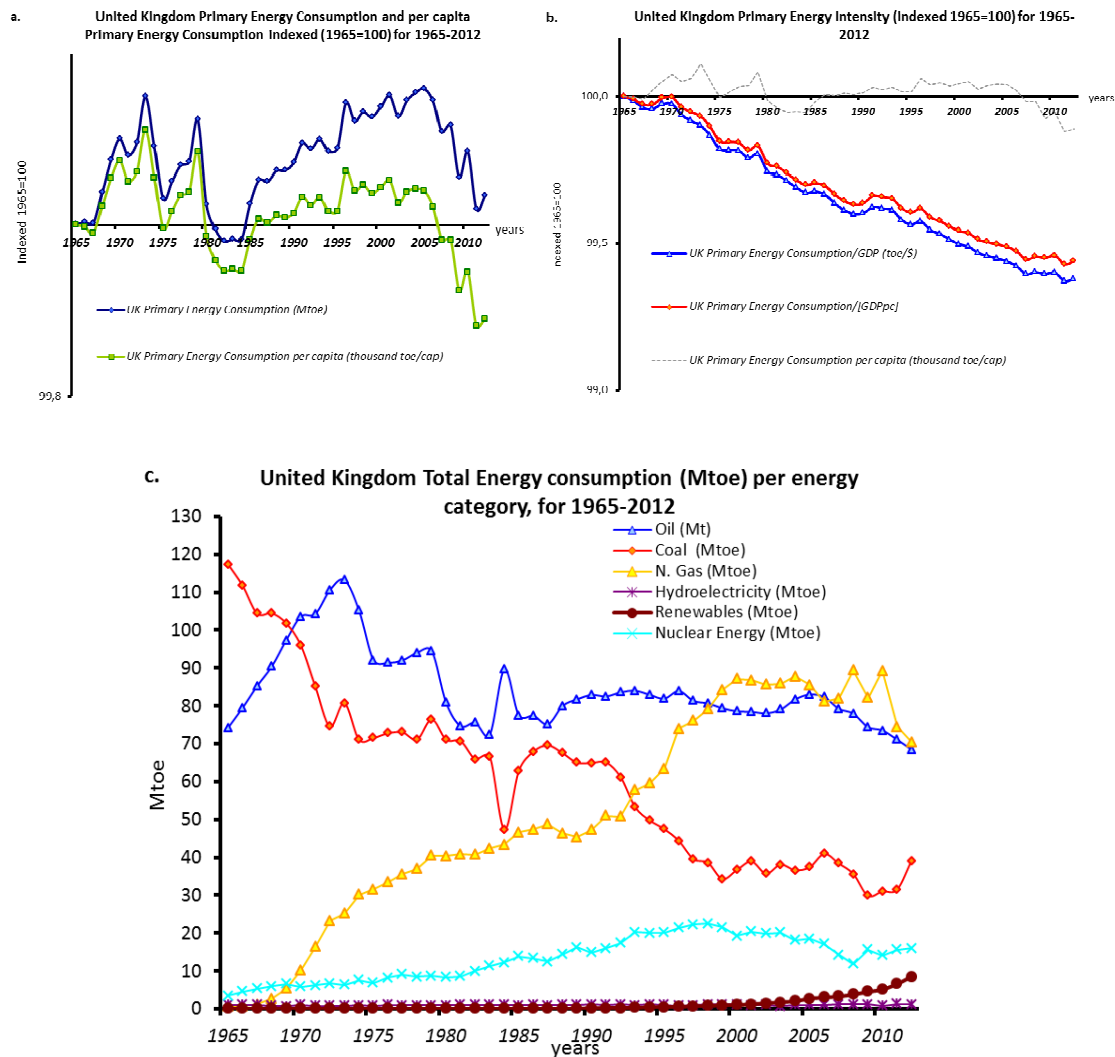 a.
United Kingdom Primary Energy Consumption and per capita
Primary Energy Consumption Indexed (1965=100) for 1965-2012
Indexed 1965=100
1965 1970 1975 1980 1985 1990 1995 2000 2005 2010
years
UK Primary Energy Consumption (Mtoe)
UK Primary Energy Consumption per capita (thousand toe/cap)
99,8
b.
United Kingdom Primary Energy Intensity (Indexed 1965=100) for 1965-
2012
100,0
99,5
99,0
ndexed 1965=100
1965 1970 1975 1980 1985 1990 1995 2000 2005 2010
years
UK Primary Energy Consumption/GDP (toe/$)
UK Primary Energy Consumption/[GDPpc]
UK Primary Energy Consumption per capita (thousand toe/cap)
c.
United Kingdom Total Energy consumption (Mtoe) per energy
category, for 1965-2012
130
120
110
100
90
80
70
60
50
40
30
20
10
0
Mtoe
Oil (Mt)
Coal (Mtoe)
N. Gas (Mtoe)
Hydroelectricity (Mtoe)
Renewables (Mtoe)
Nuclear Energy (Mtoe)
1965 1970 1975 1980 1985 1990 1995 2000 2005 2010
years